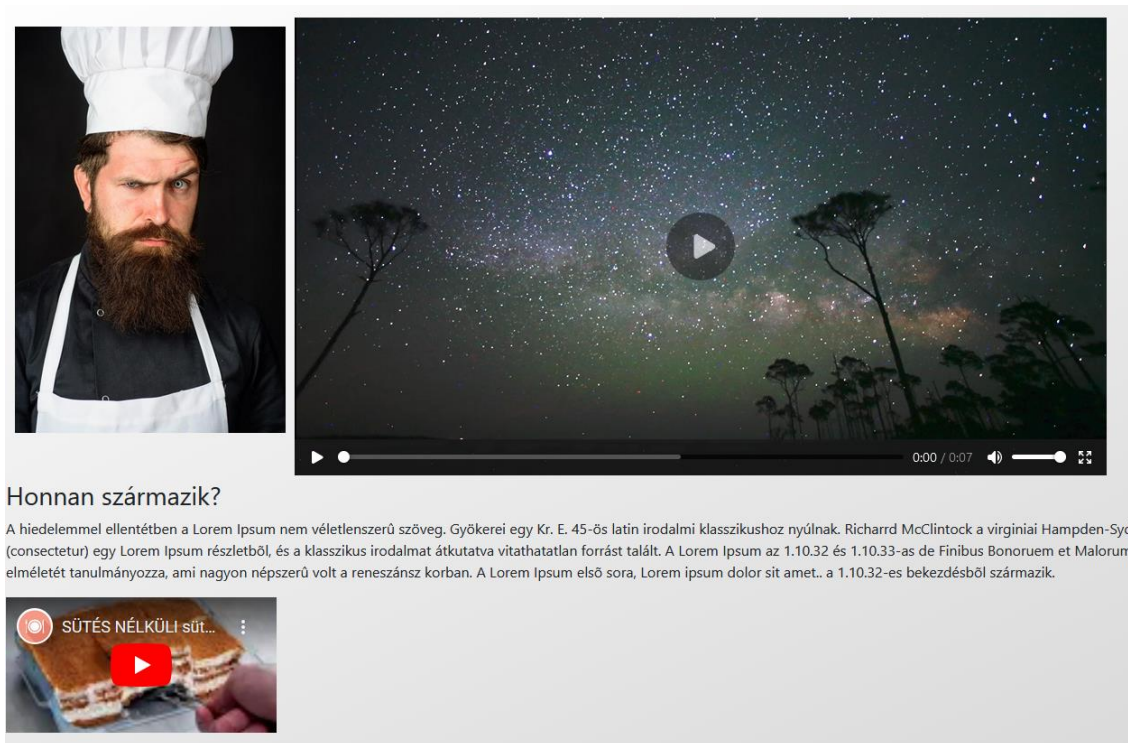 0:00 / 0:07
Honnan származik?
A hiedelemmel ellentétben a Lorem Ipsum nem véletlenszerû szöveg. Gyökerei egy Kr. E. 45-ös latin irodalmi klasszikushoz nyúlnak. Richarrd McClintock a virginiai
(consectetur) egy Lorem Ipsum részletbõl, és a klasszikus irodalmat átkutatva vitathatatlan forrást talált. A Lorem Ipsum az 1.10.32 és 1.10.33-as de Finibus Bonoruem et Malorum
elméletét tanulmányozza, ami nagyon népszerû volt a reneszánsz korban. A Lorem Ipsum elsõ sora, Lorem ipsum dolor sit amet.. a 1.10.32-es bekezdésbõl származik.
SÜTÉS NÉLKÜLI süt...